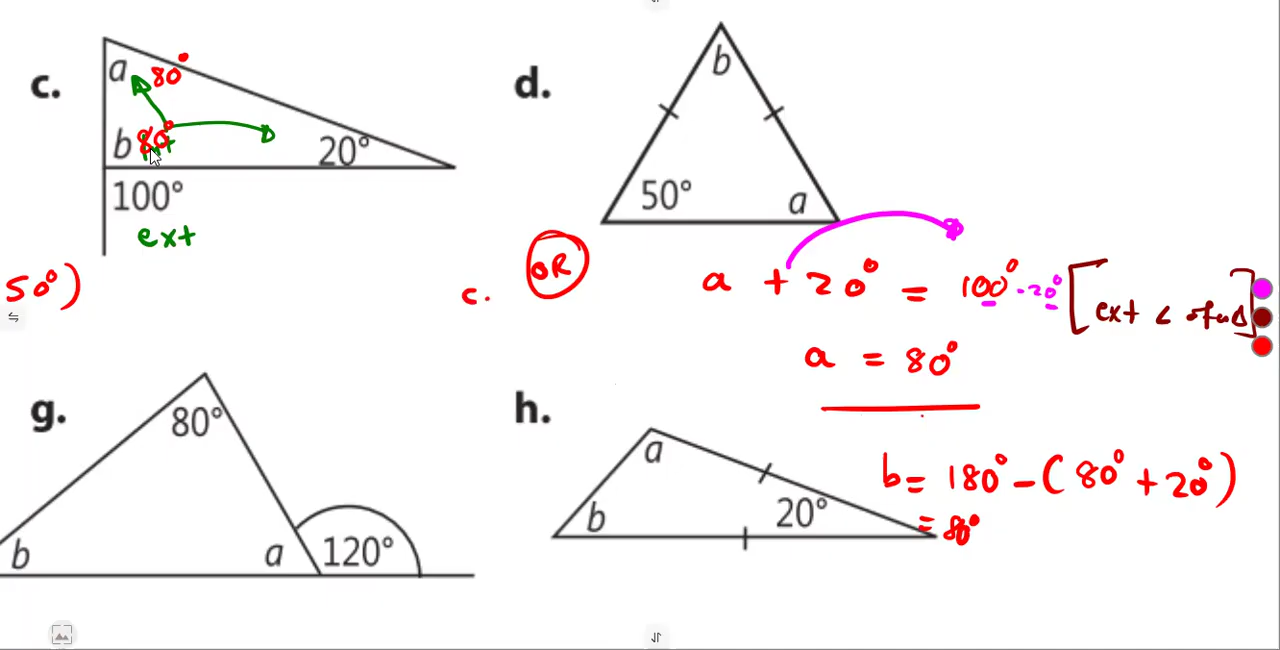 c.
a 80°
b 80°
20°
100°
ext
d.
b
50°
a
50°)
c.
OR
a + 20° = 100° - 20° [ext < of a Δ]
a = 80°
g.
80°
b
a
120°
h.
a
b
20°
b = 180° - (80° + 20°)
= 80°